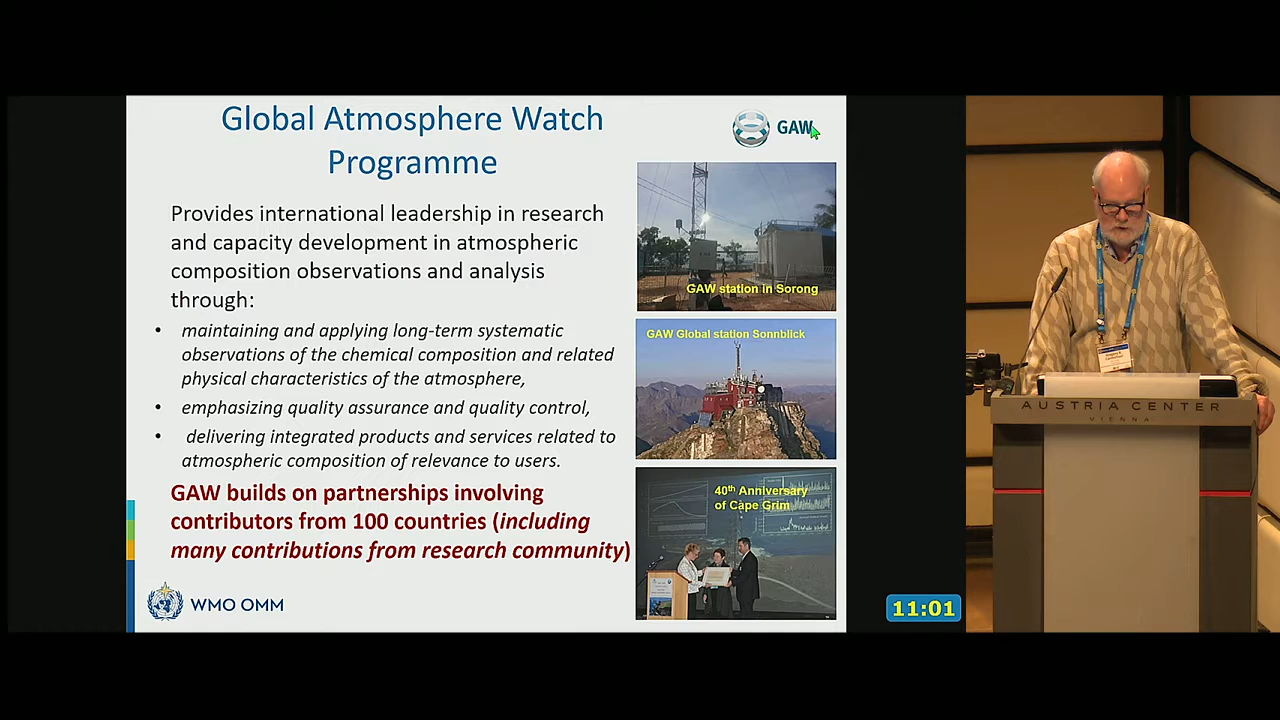 Global Atmosphere Watch
Programme
GAW
Provides international leadership in research
and capacity development in atmospheric
composition observations and analysis
through:
• maintaining and applying long-term systematic
observations of the chemical composition and related
physical characteristics of the atmosphere,
• emphasizing quality assurance and quality control,
• delivering integrated products and services related to
atmospheric composition of relevance to users.
GAW builds on partnerships involving
contributors from 100 countries (including
many contributions from research community)
WMO OMM
GAW station in Sorong
GAW Global station Sonnblick
40th Anniversary
of Cape Grim
11:01
AUSTRIA CENTER
VIENNA